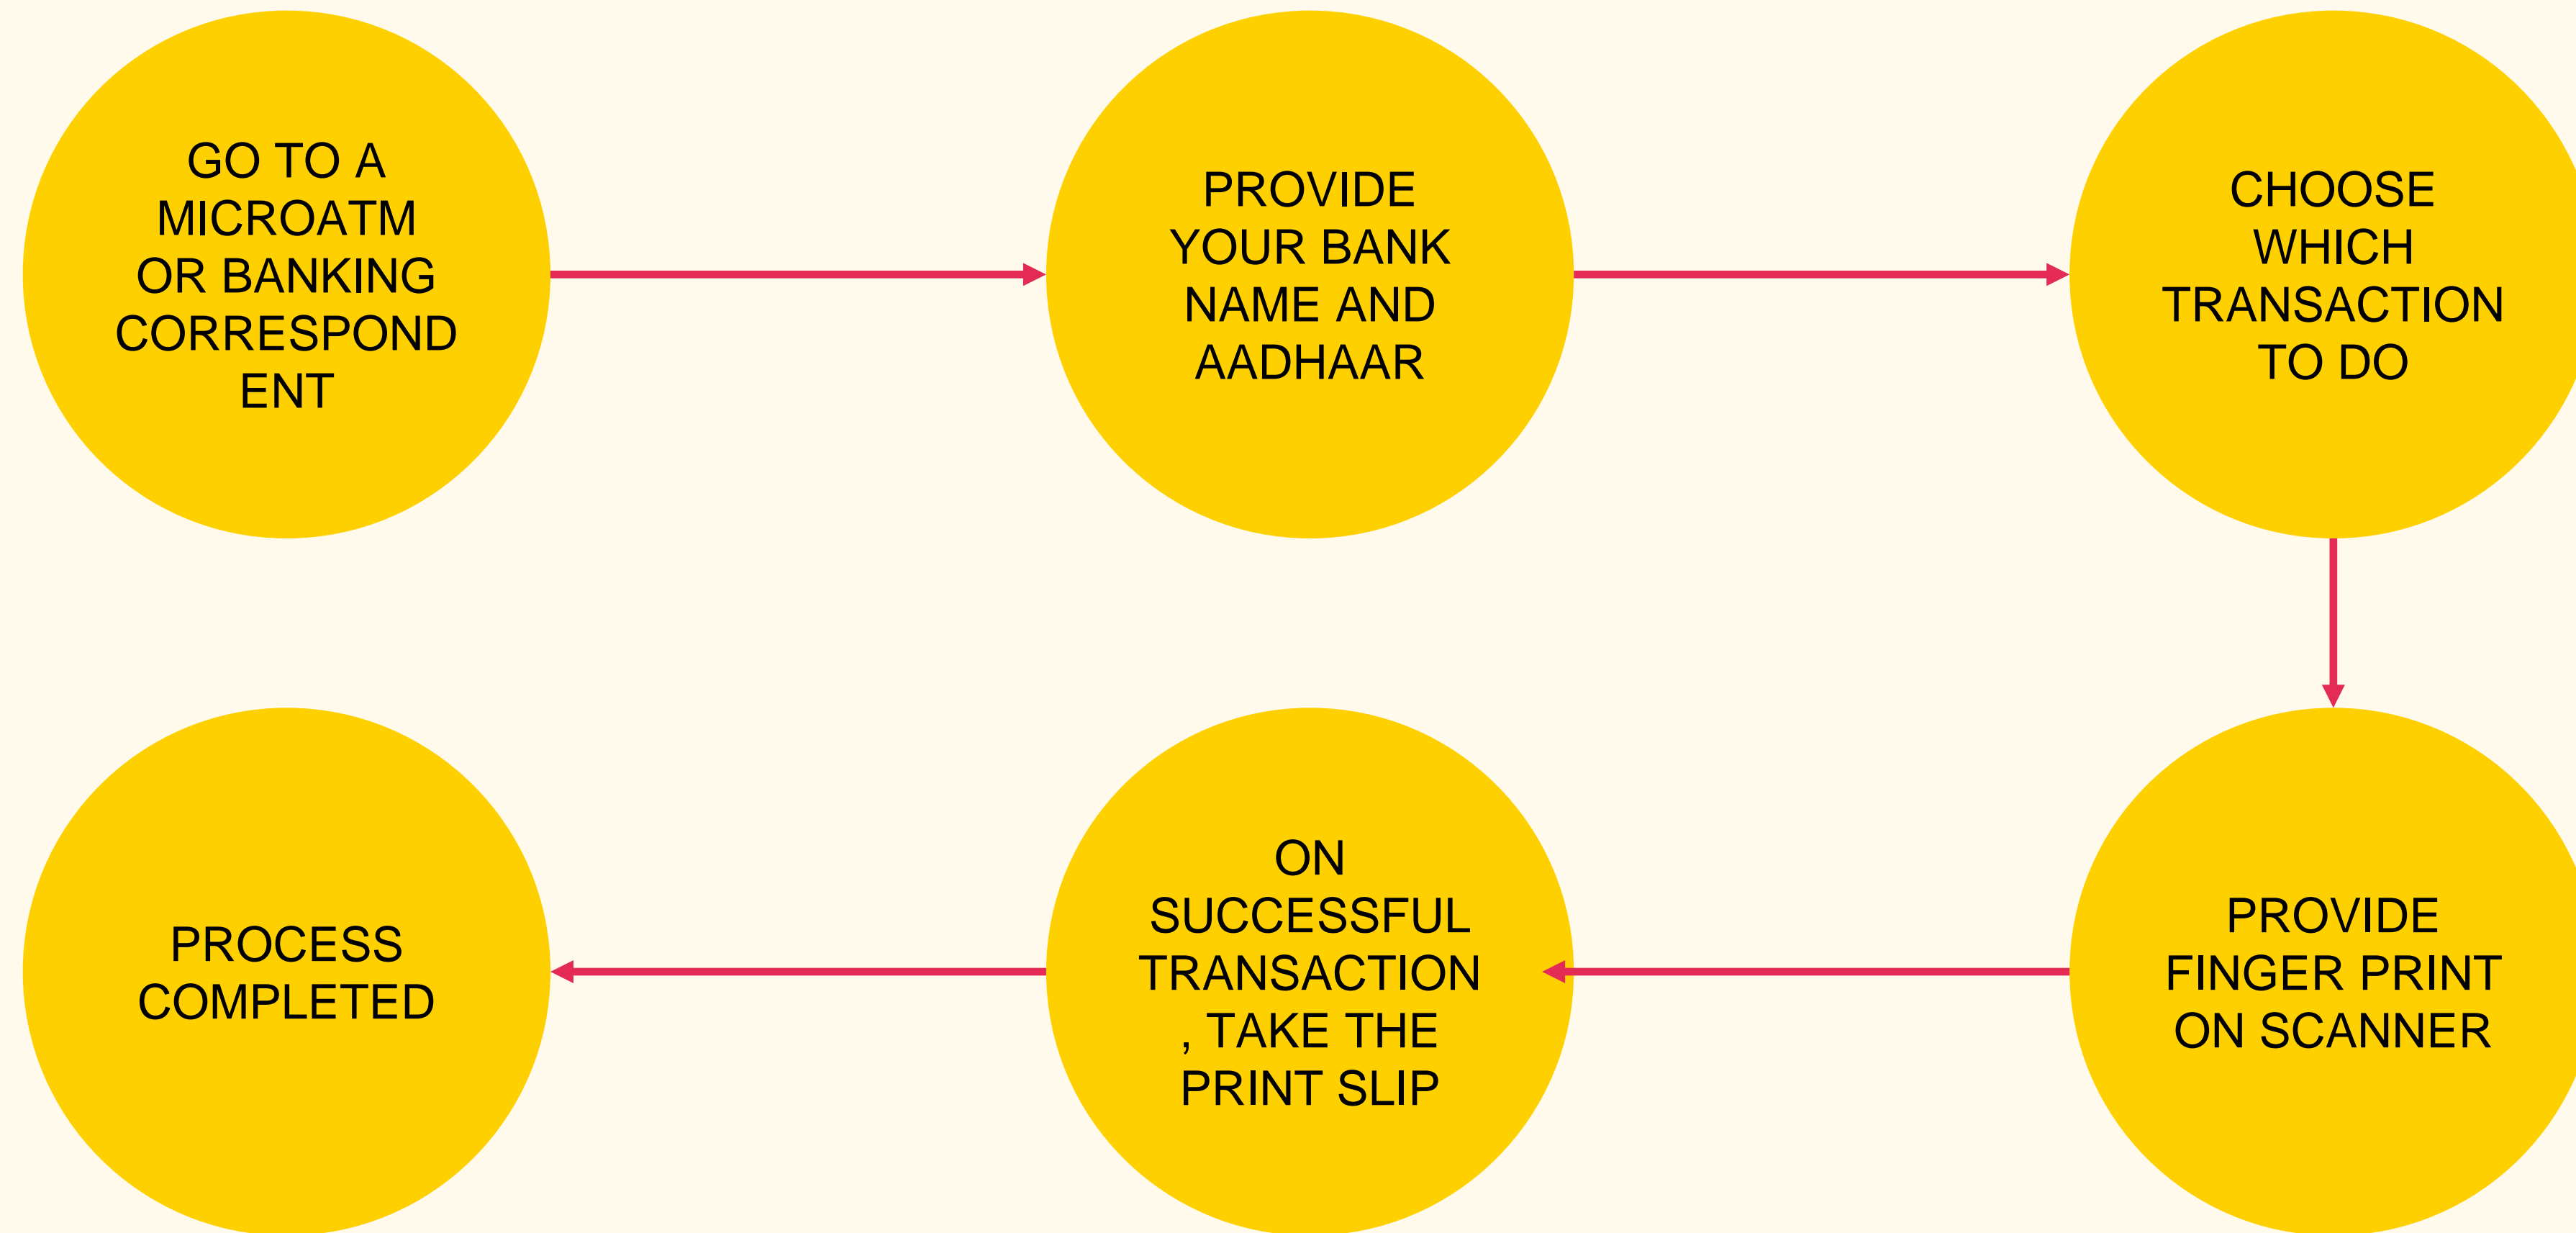 GO TO A
MICROATM
OR BANKING
CORRESPOND
ENT
PROVIDE
YOUR BANK
NAME AND
AADHAAR
CHOOSE
WHICH
TRANSACTION
TO DO
PROVIDE
FINGER PRINT
ON SCANNER
ON
SUCCESSFUL
TRANSACTION
, TAKE THE
PRINT SLIP
PROCESS
COMPLETED